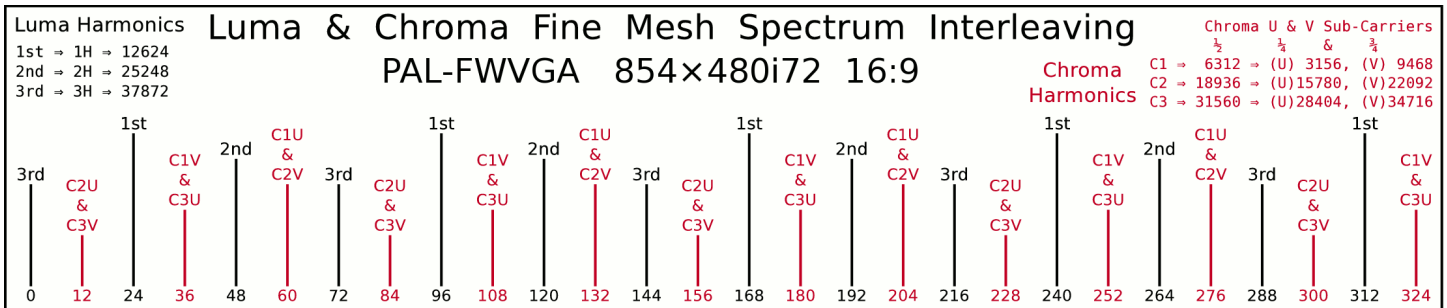 Luma Harmonics
1st ⇒ 1H ⇒ 12624
2nd ⇒ 2H ⇒ 25248
3rd ⇒ 3H ⇒ 37872
Luma & Chroma Fine Mesh Spectrum Interleaving
PAL-FWVGA 854×480i72 16:9
Chroma U & V Sub-Carriers
½ ¼ & ¾
Chroma Harmonics
C1 ⇒ 6312 ⇒ (U) 3156, (V) 9468
C2 ⇒ 18936 ⇒ (U)15780, (V)22092
C3 ⇒ 31560 ⇒ (U)28404, (V)34716
3rd C2U & C3V 1st C1V & C3U 2nd C1U & C2V 3rd C2U & C3V 1st C1V & C3U 2nd C1U & C2V 3rd C2U & C3V 1st C1V & C3U 2nd C1U & C2V 3rd C2U & C3V 1st C1V & C3U 2nd C1U & C2V 3rd C2U & C3V 1st C1V & C3U
0 12 24 36 48 60 72 84 96 108 120 132 144 156 168 180 192 204 216 228 240 252 264 276 288 300 312 324